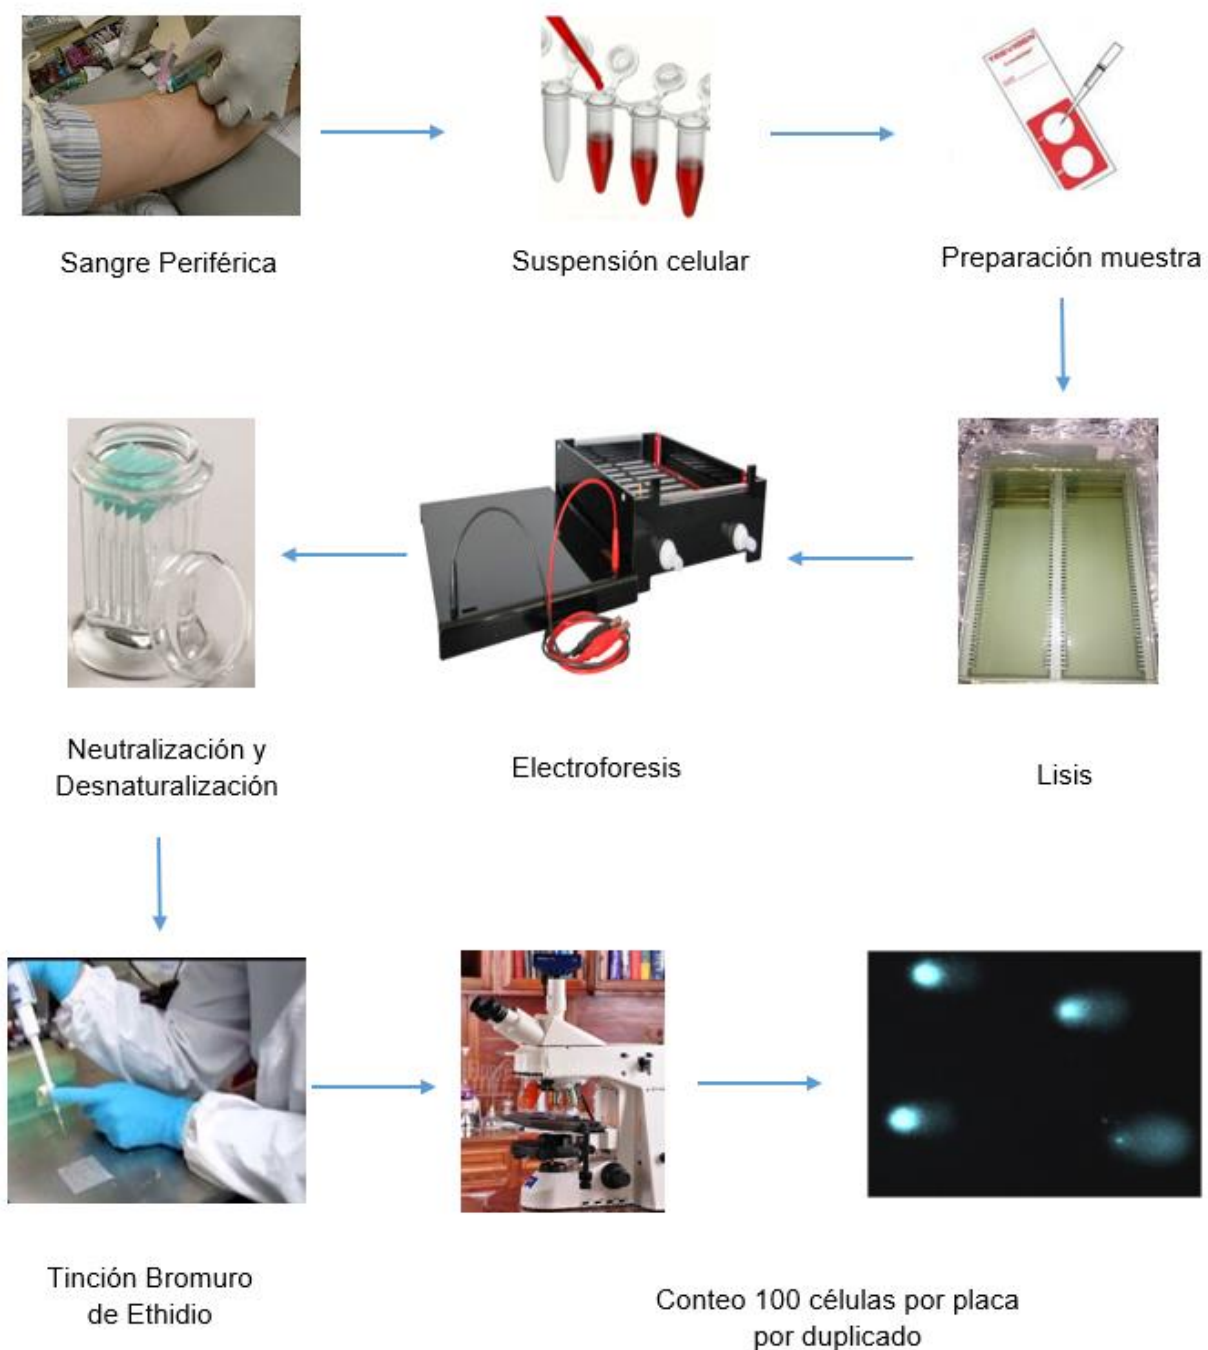 Sangre Periférica
Suspensión celular
TREVIGEN
Preparación muestra
Neutralización y
Desnaturalización
Electroforesis
Lisis
Tinción Bromuro
de Ethidio
Conteo 100 células por placa
por duplicado